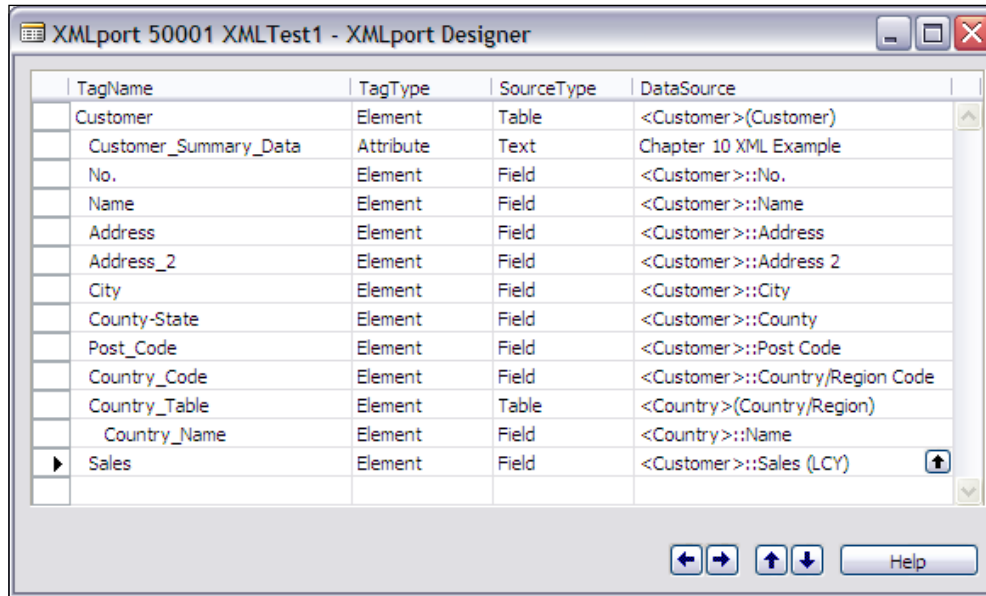 XMLport 50001 XMLTest1 - XMLport Designer
TagName TagType SourceType DataSource
Customer Element Table <Customer>(Customer)
Customer_Summary_Data Attribute Text Chapter 10 XML Example
No. Element Field <Customer>::No.
Name Element Field <Customer>::Name
Address Element Field <Customer>::Address
Address_2 Element Field <Customer>::Address 2
City Element Field <Customer>::City
County-State Element Field <Customer>::County
Post_Code Element Field <Customer>::Post Code
Country_Code Element Field <Customer>::Country/Region Code
Country_Table Element Table <Country>(Country/Region)
Country_Name Element Field <Country>::Name
Sales Element Field <Customer>::Sales (LCY)
Help